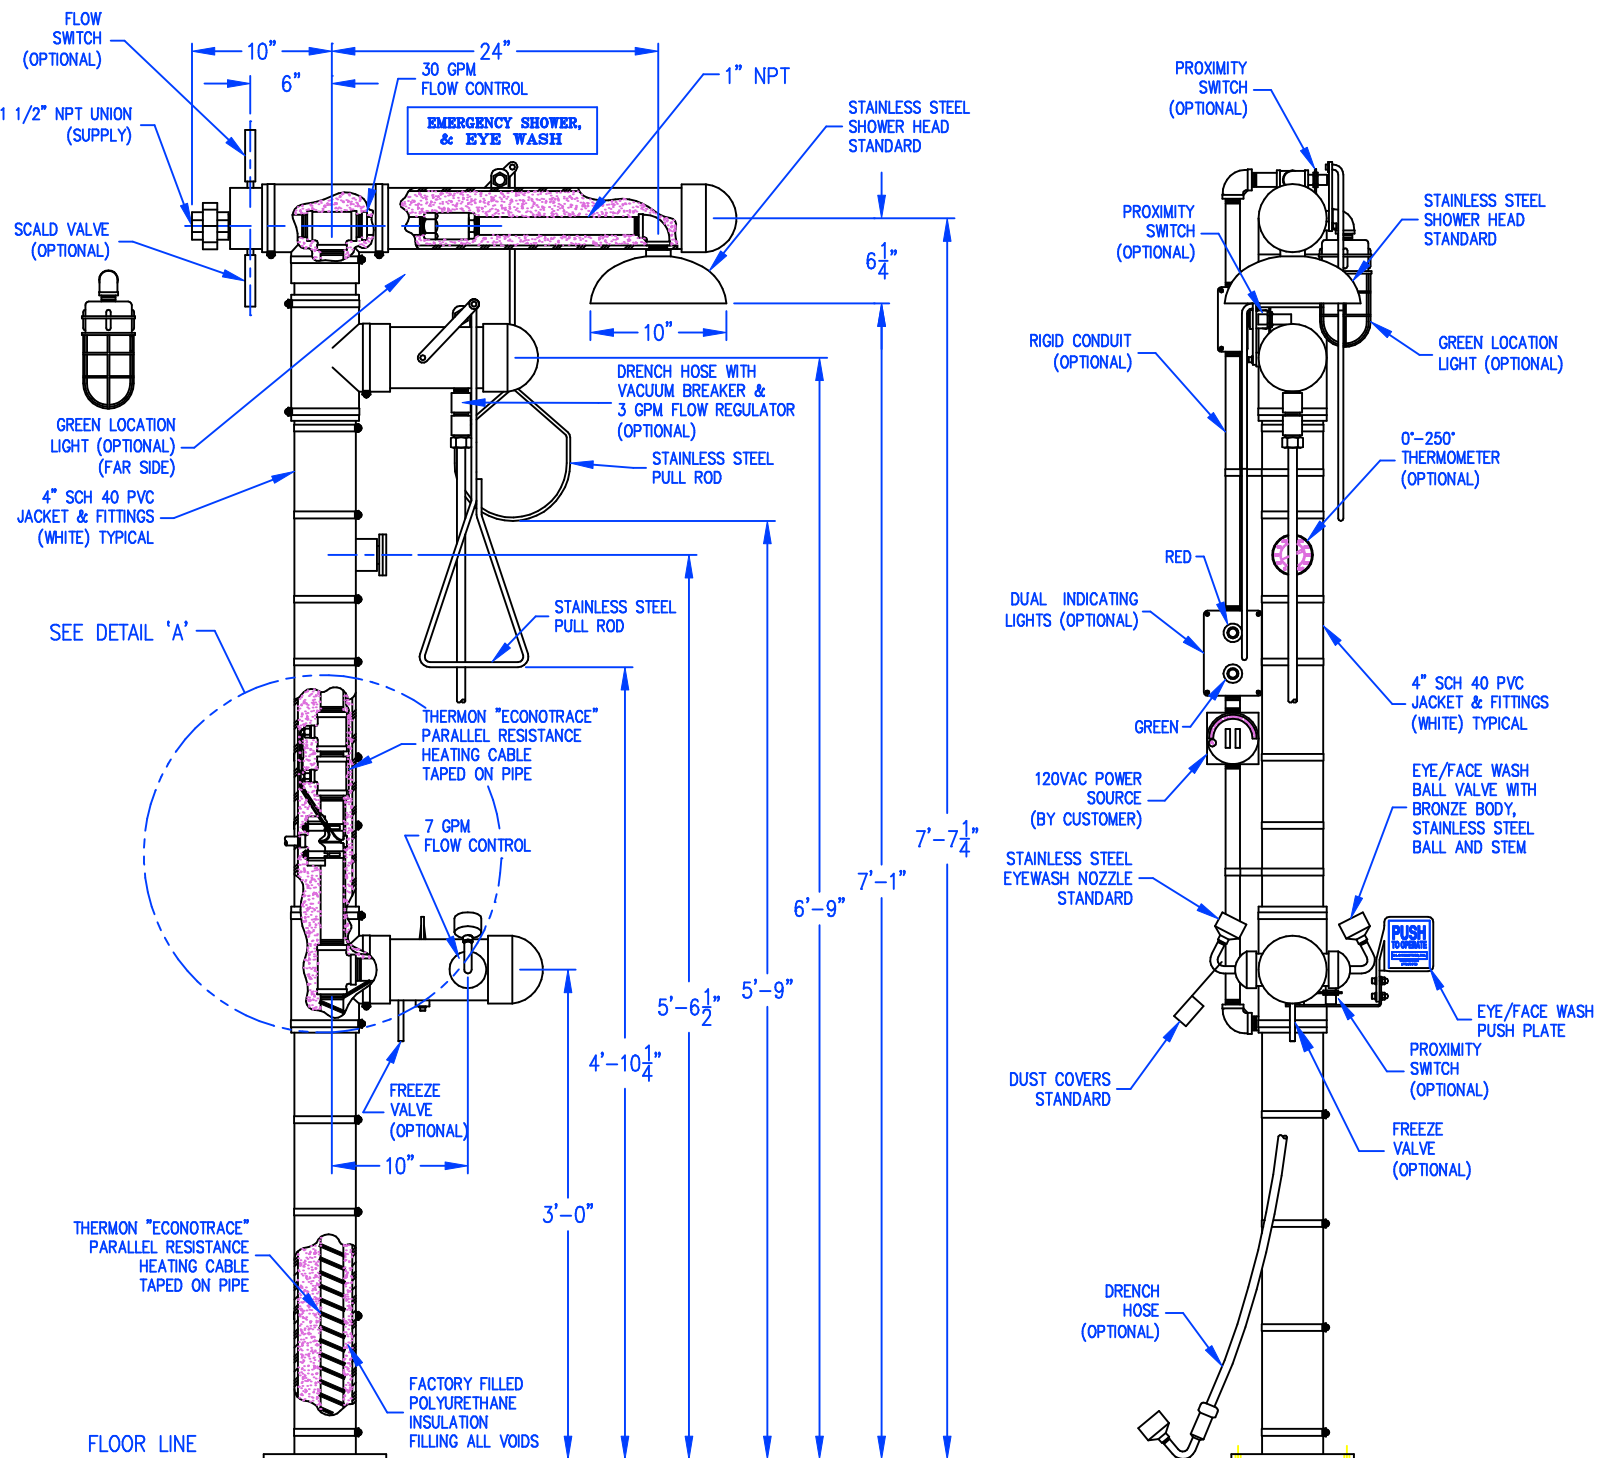 FLOW
SWITCH
(OPTIONAL)
10"
24"
6"
30 GPM
FLOW CONTROL
1" NPT
1 1/2" NPT UNION
(SUPPLY)
EMERGENCY SHOWER,
& EYE WASH
STAINLESS STEEL
SHOWER HEAD
STANDARD
SCALD VALVE
(OPTIONAL)
6 1/4"
10"
DRENCH HOSE WITH
VACUUM BREAKER &
3 GPM FLOW REGULATOR
(OPTIONAL)
GREEN LOCATION
LIGHT (OPTIONAL)
(FAR SIDE)
STAINLESS STEEL
PULL ROD
4" SCH 40 PVC
JACKET & FITTINGS
(WHITE) TYPICAL
STAINLESS STEEL
PULL ROD
SEE DETAIL 'A'
THERMON "ECONOTRACE"
PARALLEL RESISTANCE
HEATING CABLE
TAPED ON PIPE
7 GPM
FLOW CONTROL
7'-7 1/4"
7'-1"
6'-9"
5'-9"
5'-6 1/2"
4'-10 1/4"
3'-0"
FREEZE
VALVE
(OPTIONAL)
10"
THERMON "ECONOTRACE"
PARALLEL RESISTANCE
HEATING CABLE
TAPED ON PIPE
FACTORY FILLED
POLYURETHANE
INSULATION
FILLING ALL VOIDS
FLOOR LINE
PROXIMITY
SWITCH
(OPTIONAL)
PROXIMITY
SWITCH
(OPTIONAL)
STAINLESS STEEL
SHOWER HEAD
STANDARD
RIGID CONDUIT
(OPTIONAL)
GREEN LOCATION
LIGHT (OPTIONAL)
0°-250°
THERMOMETER
(OPTIONAL)
RED
DUAL INDICATING
LIGHTS (OPTIONAL)
GREEN
4" SCH 40 PVC
JACKET & FITTINGS
(WHITE) TYPICAL
120VAC POWER
SOURCE
(BY CUSTOMER)
EYE/FACE WASH
BALL VALVE WITH
BRONZE BODY,
STAINLESS STEEL
BALL AND STEM
STAINLESS STEEL
EYEWASH NOZZLE
STANDARD
PUSH
TO OPERATE
EYE/FACE WASH
PUSH PLATE
PROXIMITY
SWITCH
(OPTIONAL)
DUST COVERS
STANDARD
FREEZE
VALVE
(OPTIONAL)
DRENCH
HOSE
(OPTIONAL)